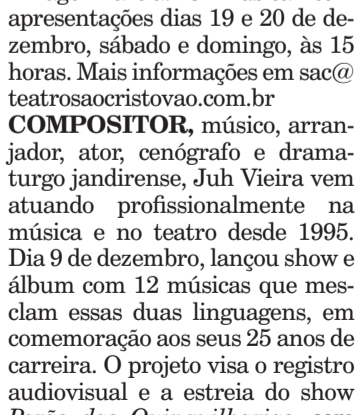 apresentações dias 19 e 20 de de-
zembro, sábado e domingo, às 15
horas. Mais informações em sac@
teatrosaocristovao.com.br
COMPOSITOR, músico, arran-
jador, ator, cenógrafo e drama-
turgo jandirense, Juh Vieira vem
atuando profissionalmente na
música e no teatro desde 1995.
Dia 9 de dezembro, lançou show e
álbum com 12 músicas que mes-
clam essas duas linguagens, em
comemoração aos seus 25 anos de
carreira. O projeto visa o registro
audiovisual e a estreia do show